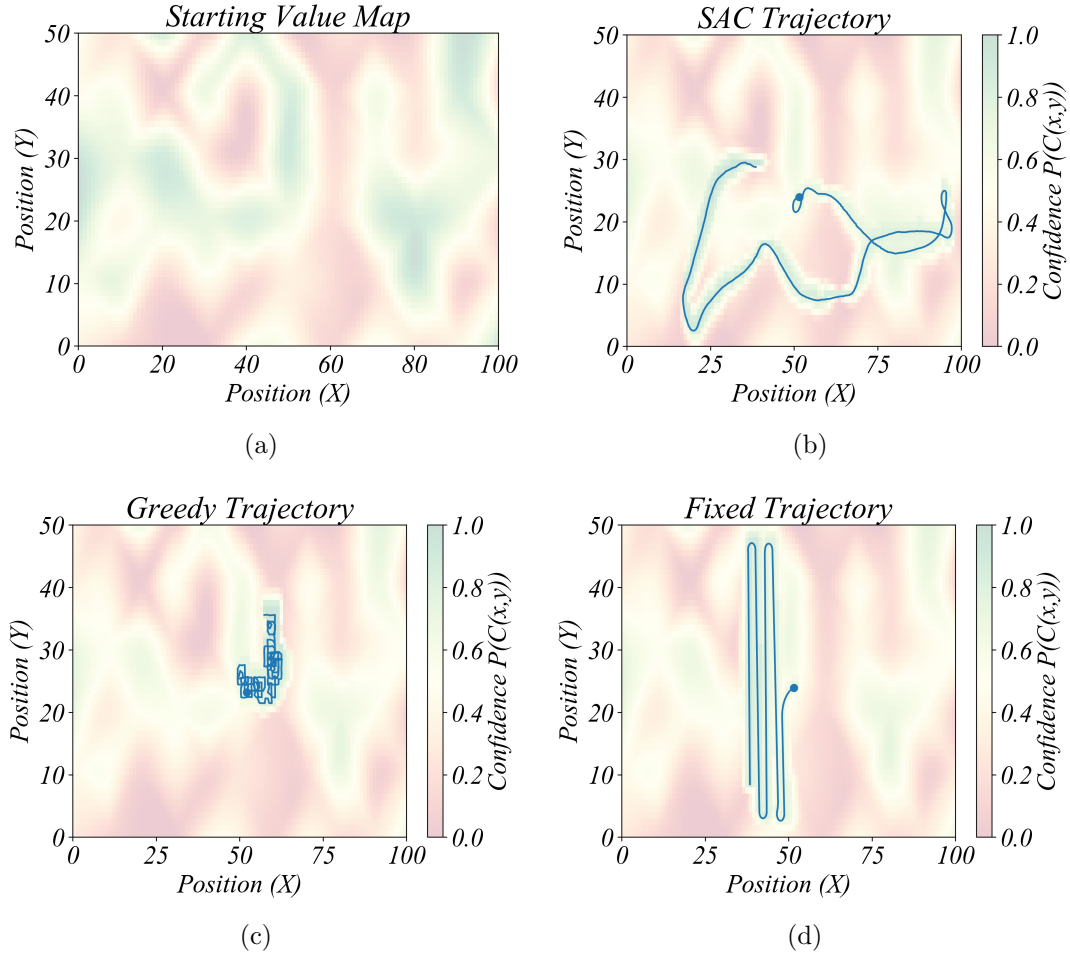 Starting Value Map
50
40
30
20
10
0
Position (Y)
0 20 40 60 80 100
Position (X)
(a)
SAC Trajectory
50
40
30
20
10
0
Position (Y)
0 25 50 75 100
Position (X)
1.0
0.8
0.6
0.4
0.2
0.0
Confidence P(C(x,y))
(b)
Greedy Trajectory
50
40
30
20
10
0
Position (Y)
0 25 50 75 100
Position (X)
1.0
0.8
0.6
0.4
0.2
0.0
Confidence P(C(x,y))
(c)
Fixed Trajectory
50
40
30
20
10
0
Position (Y)
0 25 50 75 100
Position (X)
1.0
0.8
0.6
0.4
0.2
0.0
Confidence P(C(x,y))
(d)